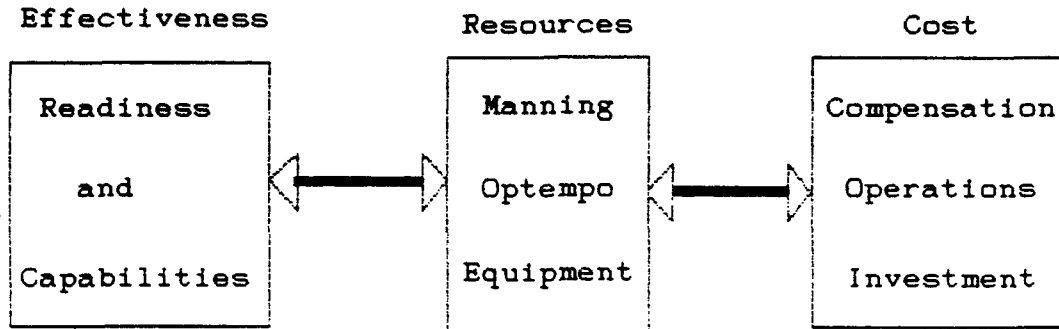 Effectiveness
Readiness
and
Capabilities
Resources
Manning
Optempo
Equipment
Cost
Compensation
Operations
Investment